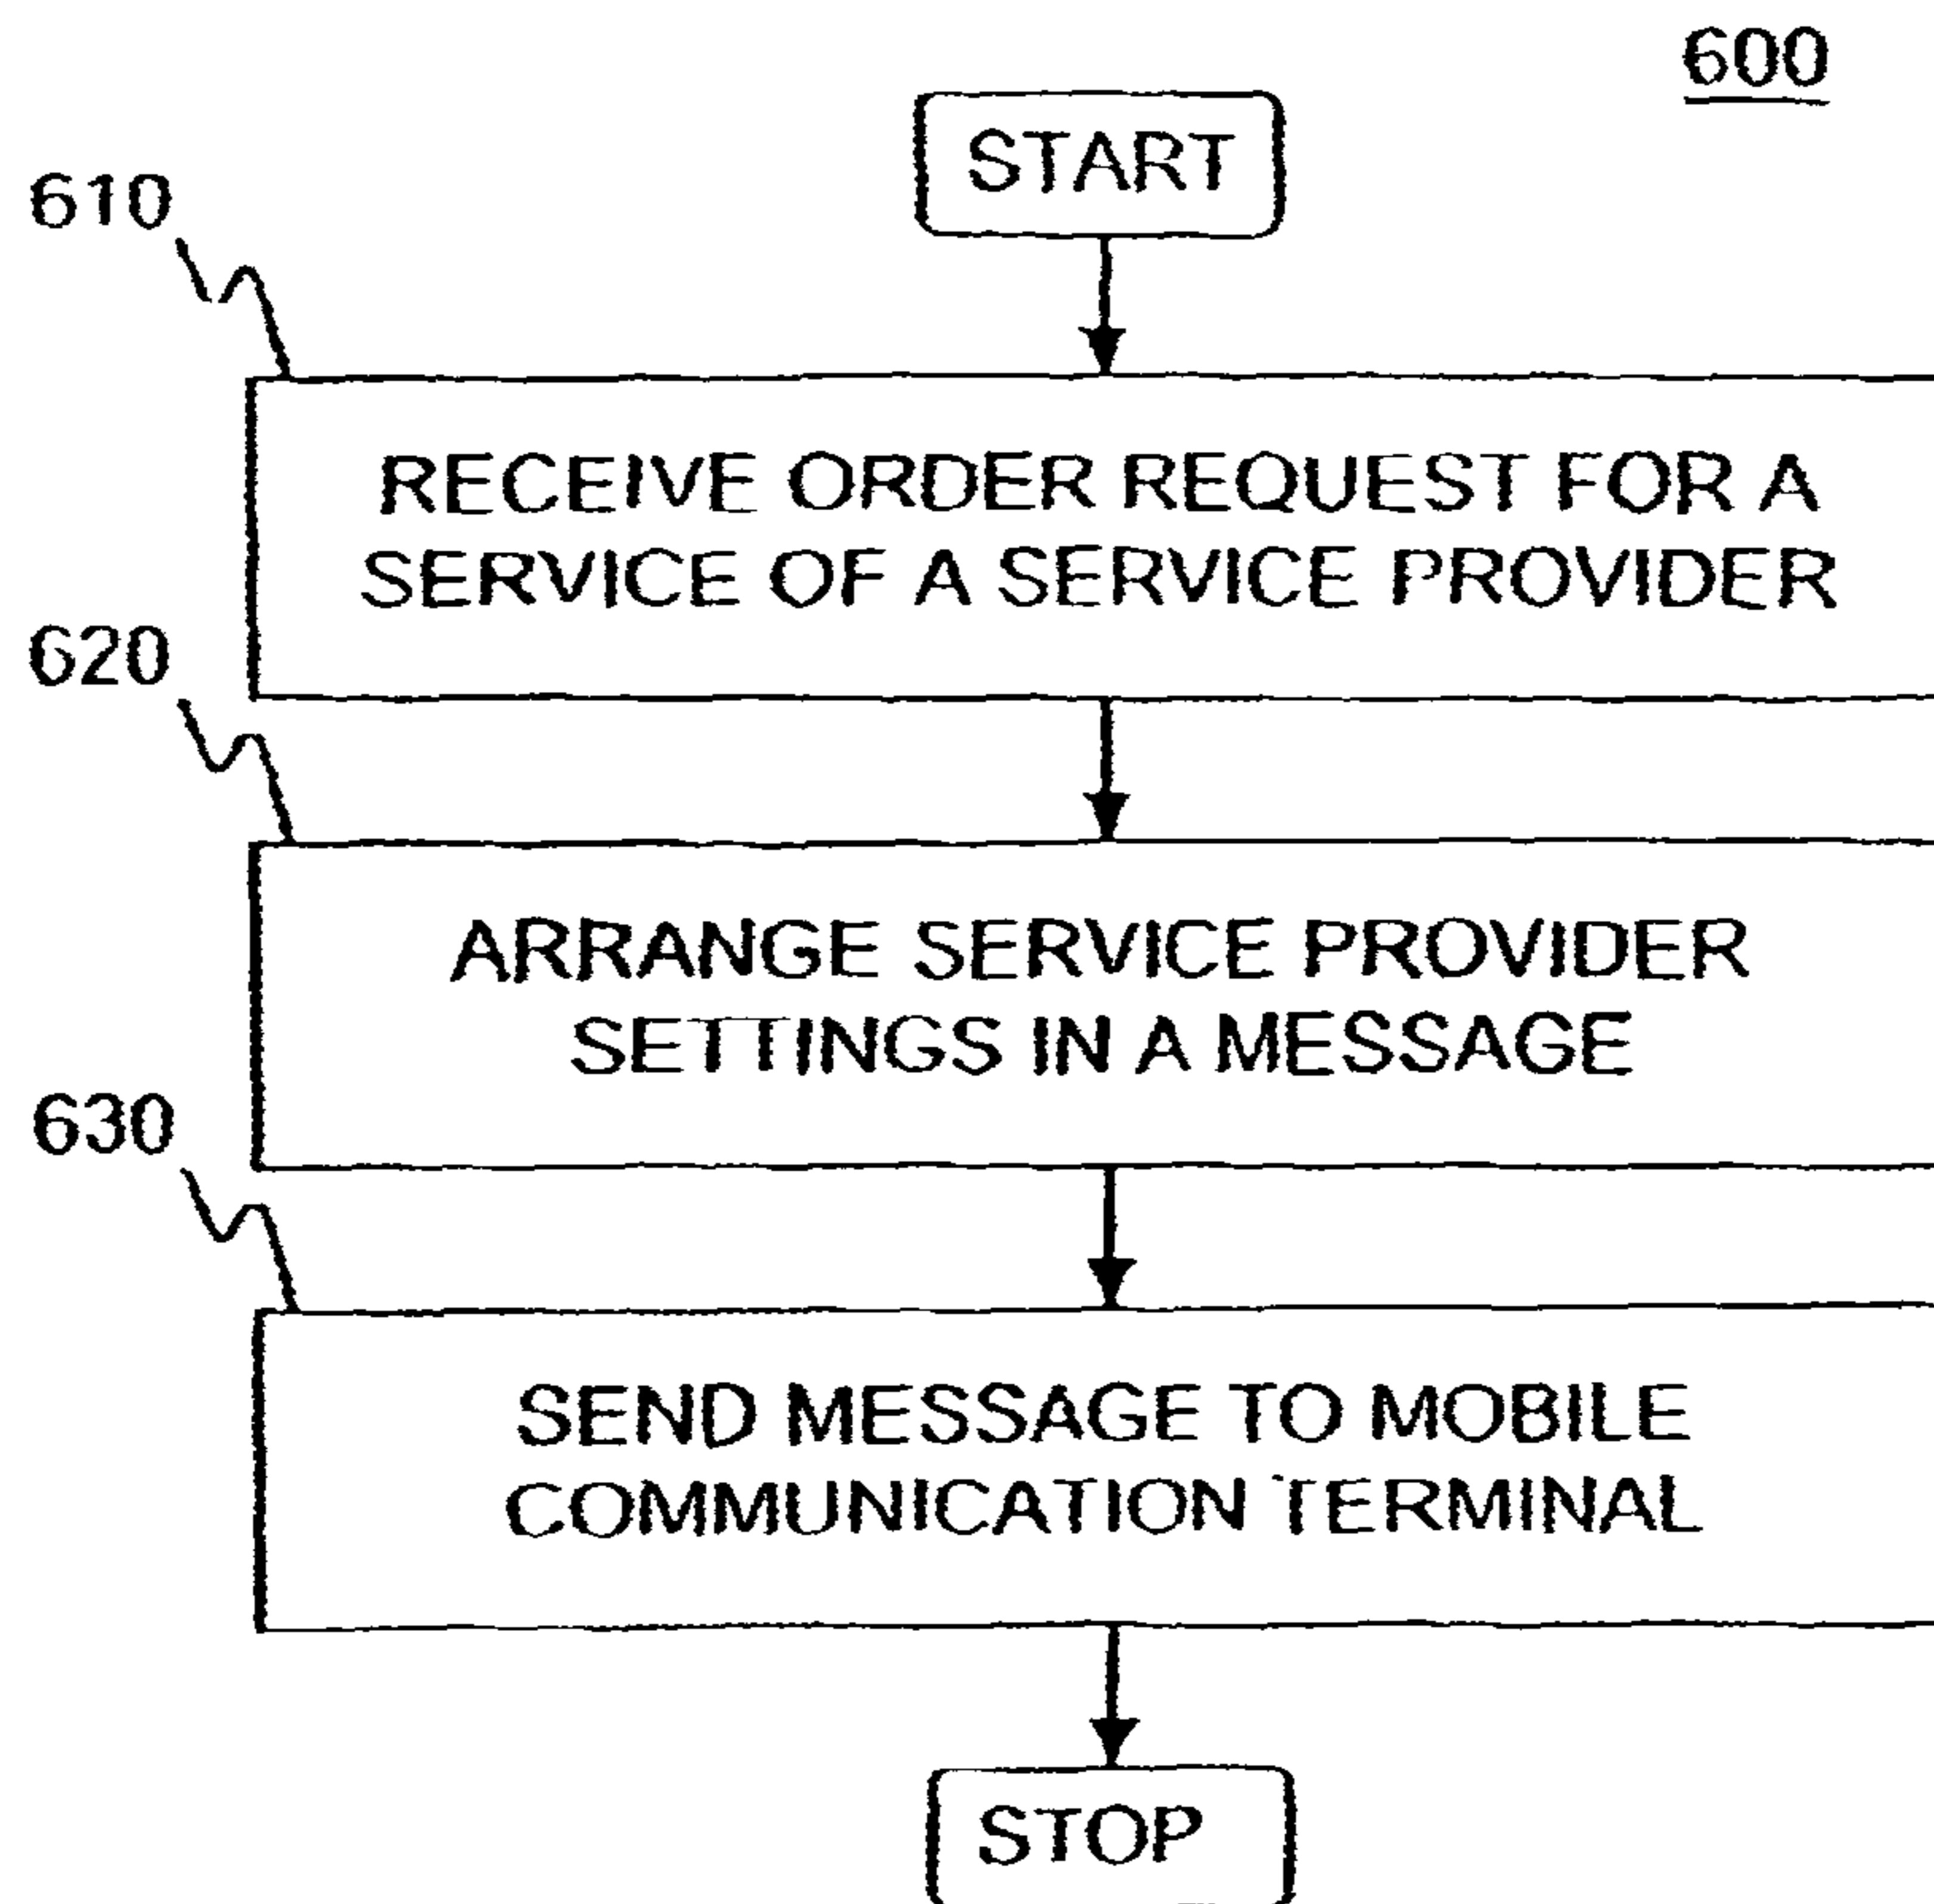 600
START
610
RECEIVE ORDER REQUEST FOR A
SERVICE OF A SERVICE PROVIDER
620
ARRANGE SERVICE PROVIDER
SETTINGS IN A MESSAGE
630
SEND MESSAGE TO MOBILE
COMMUNICATION TERMINAL
STOP